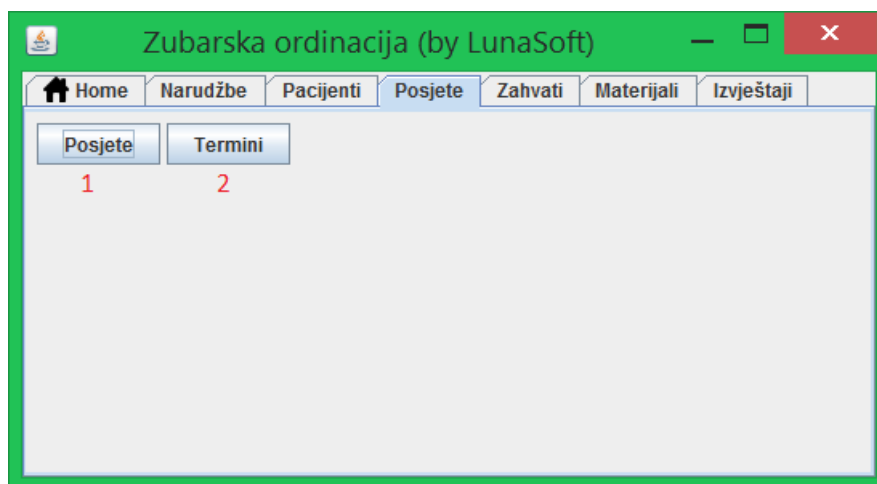 Zubarska ordinacija (by LunaSoft)
Home Narudžbe Pacijenti Posjete Zahvati Materijali Izvještaji
Posjete Termini
1 2